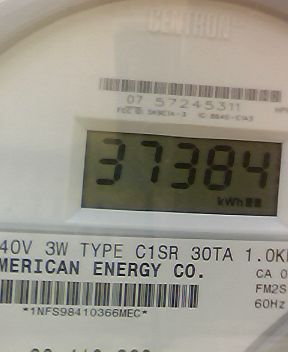 CENTRON
07 57245311
37384
kWh
40V 3W TYPE C1SR 30TA 1.0K
MERICAN ENERGY CO.
CA 0
FM2S
60Hz
*1NFS98410366MEC*